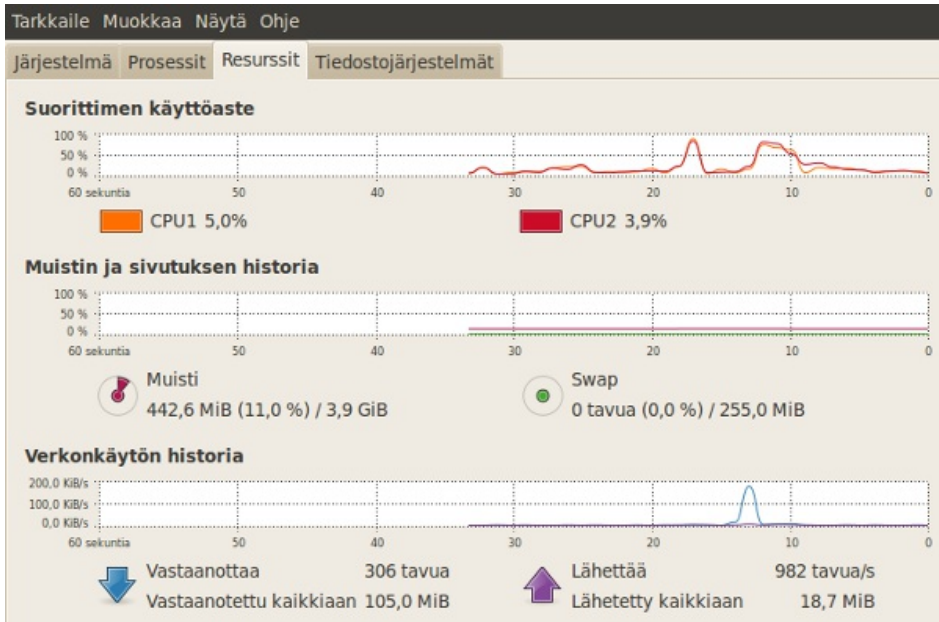 Tarkkaile Muokkaa Näytä Ohje
Järjestelmä Prosessit Resurssit Tiedostojärjestelmät
Suorittimen käyttöaste
100 %
50 %
0 %
60 sekuntia 50 40 30 20 10 0
CPU1 5,0% CPU2 3,9%
Muistin ja sivutuksen historia
100 %
50 %
0 %
60 sekuntia 50 40 30 20 10 0
Muisti Swap
442,6 MiB (11,0 %) / 3,9 GiB 0 tavua (0,0 %) / 255,0 MiB
Verkonkäytön historia
200,0 KiB/s
100,0 KiB/s
0,0 KiB/s
60 sekuntia 50 40 30 20 10 0
Vastaanottaa 306 tavua Lähettää 982 tavua/s
Vastaanotettu kaikkiaan 105,0 MiB Lähetetty kaikkiaan 18,7 MiB